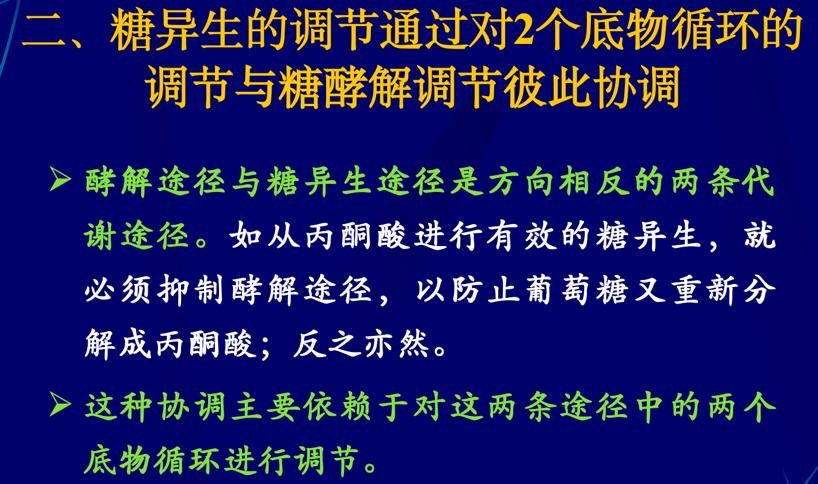 二、糖异生的调节通过对2个底物循环的
调节与糖酵解调节彼此协调
➢ 酵解途径与糖异生途径是方向相反的两条代
谢途径。如从丙酮酸进行有效的糖异生，就
必须抑制酵解途径，以防止葡萄糖又重新分
解成丙酮酸；反之亦然。
➢ 这种协调主要依赖于对这两条途径中的两个
底物循环进行调节。